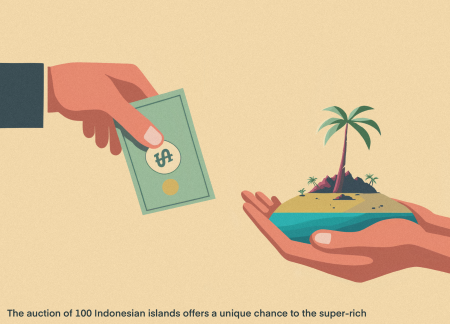 $
The auction of 100 Indonesian islands offers a unique chance to the super-rich